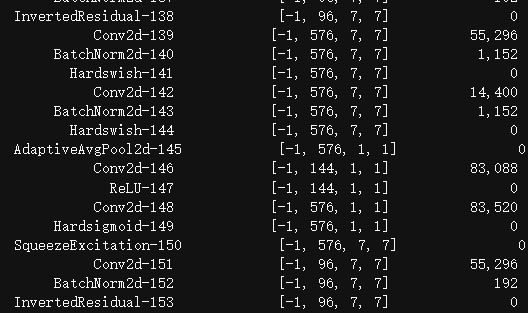 InvertedResidual-138 [-1, 96, 7, 7] 0
Conv2d-139 [-1, 576, 7, 7] 55,296
BatchNorm2d-140 [-1, 576, 7, 7] 1,152
Hardswish-141 [-1, 576, 7, 7] 0
Conv2d-142 [-1, 576, 7, 7] 14,400
BatchNorm2d-143 [-1, 576, 7, 7] 1,152
Hardswish-144 [-1, 576, 7, 7] 0
AdaptiveAvgPool2d-145 [-1, 576, 1, 1] 0
Conv2d-146 [-1, 144, 1, 1] 83,088
ReLU-147 [-1, 144, 1, 1] 0
Conv2d-148 [-1, 576, 1, 1] 83,520
Hardsigmoid-149 [-1, 576, 1, 1] 0
SqueezeExcitation-150 [-1, 576, 7, 7] 0
Conv2d-151 [-1, 96, 7, 7] 55,296
BatchNorm2d-152 [-1, 96, 7, 7] 192
InvertedResidual-153 [-1, 96, 7, 7] 0